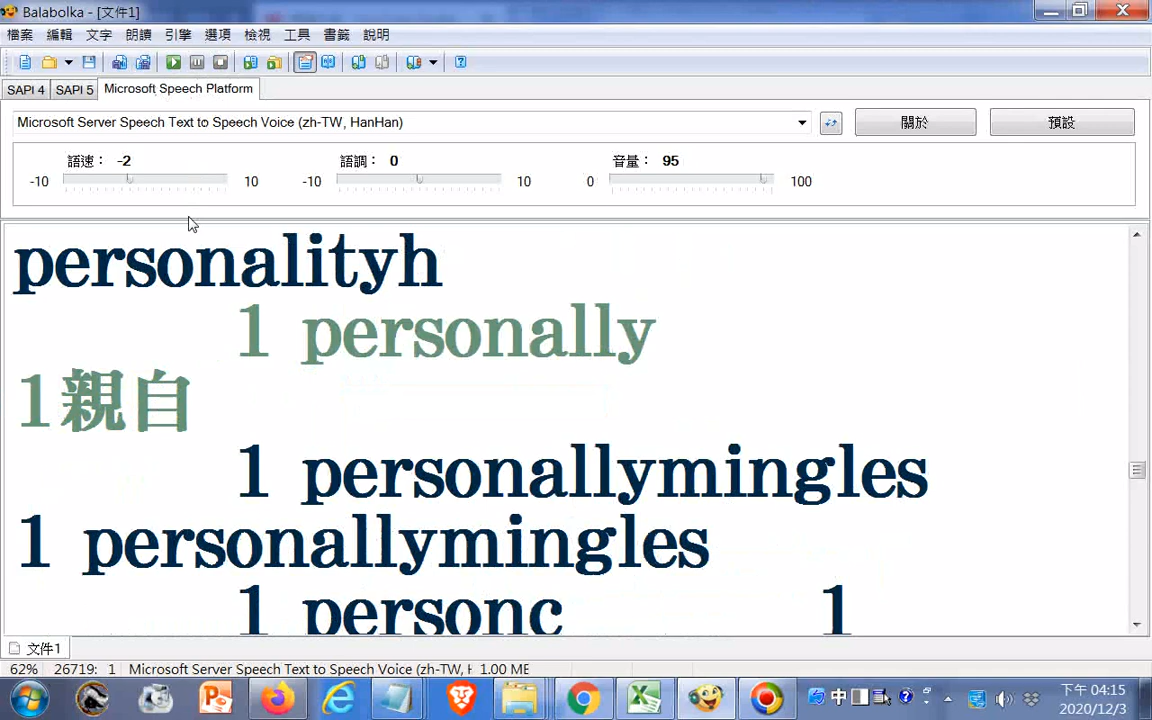 Balabolka - [文件1]
檔案 編輯 文字 朗讀 引擎 選項 檢視 工具 書籤 說明
SAPI 4 SAPI 5 Microsoft Speech Platform
Microsoft Server Speech Text to Speech Voice (zh-TW, HanHan) 關於 預設
語速： -2 語調： 0 音量： 95
-10 10 -10 10 0 100
personalityh
1 personally
1親自
1 personallymingles
1 personallymingles
1 personc 1
文件1
62% 26719: 1 Microsoft Server Speech Text to Speech Voice (zh-TW, H 1.00 ME
中 下午 04:15
2020/12/3